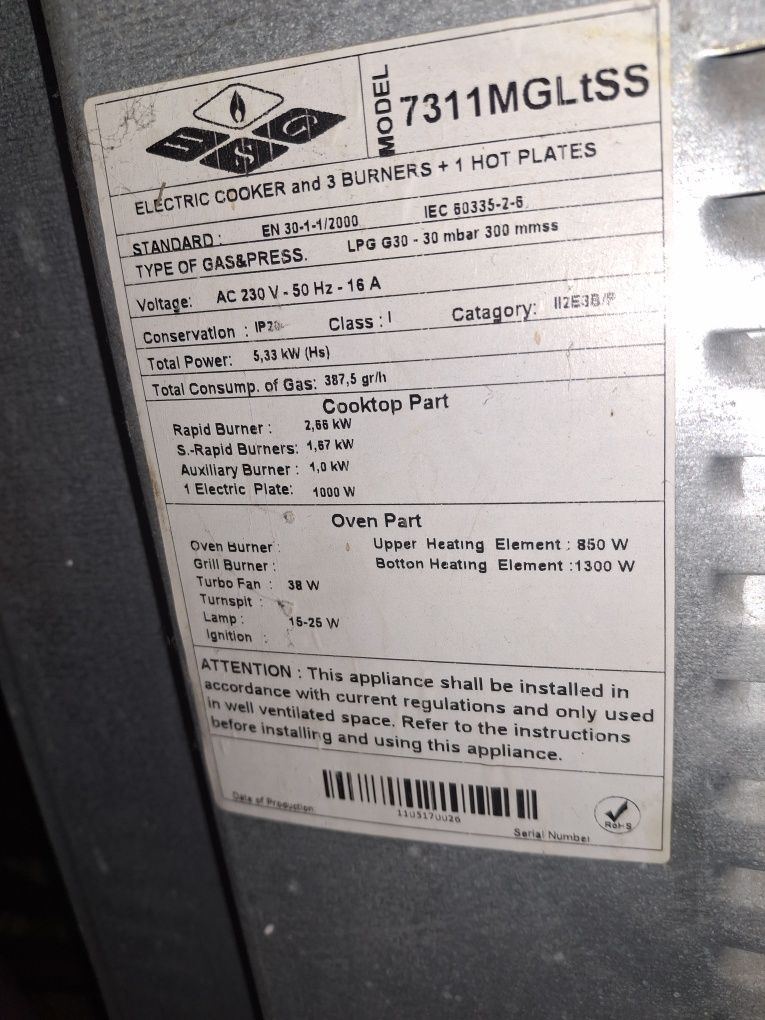 SSG
MODEL 7311MGLtSS
ELECTRIC COOKER and 3 BURNERS + 1 HOT PLATES
STANDARD : EN 30-1-1/2000 IEC 60335-2-6
TYPE OF GAS&PRESS. LPG G30 - 30 mbar 300 mmss
Voltage: AC 230 V - 50 Hz - 16 A
Conservation : IP20 Class : I Catagory: II2E3B/P
Total Power: 5,33 kW (Hs)
Total Consump. of Gas: 387,5 gr/h
Cooktop Part
Rapid Burner : 2,66 kW
S.-Rapid Burners: 1,67 kW
Auxiliary Burner : 1,0 kW
1 Electric Plate: 1000 W
Oven Part
Oven Burner : Upper Heating Element : 850 W
Grill Burner : Botton Heating Element :1300 W
Turbo Fan : 38 W
Turnspit :
Lamp : 15-25 W
Ignition :
ATTENTION : This appliance shall be installed in
accordance with current regulations and only used
in well ventilated space. Refer to the instructions
before installing and using this appliance.
Date of Production 1105170026 Serial Number RoHS